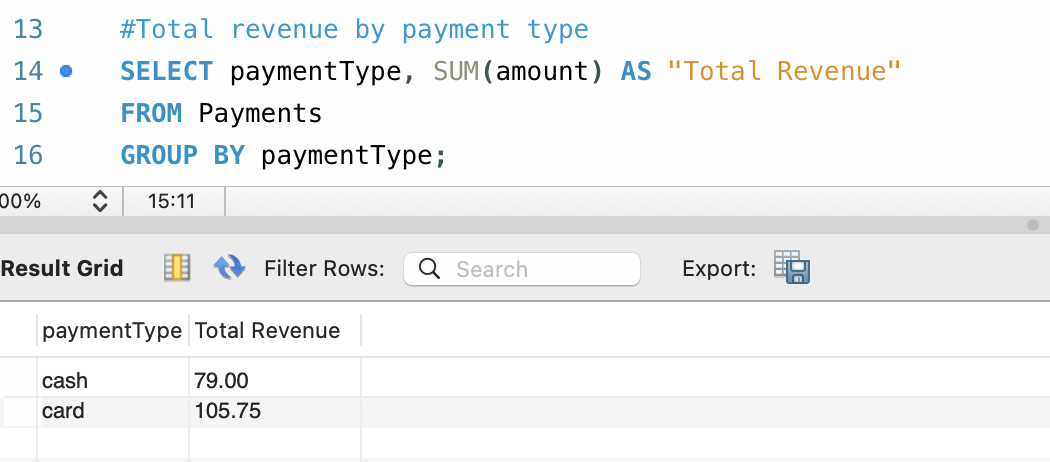 13 #Total revenue by payment type
14 SELECT paymentType, SUM(amount) AS "Total Revenue"
15 FROM Payments
16 GROUP BY paymentType;
00% 15:11
Result Grid Filter Rows: Search Export:
paymentType Total Revenue
cash 79.00
card 105.75